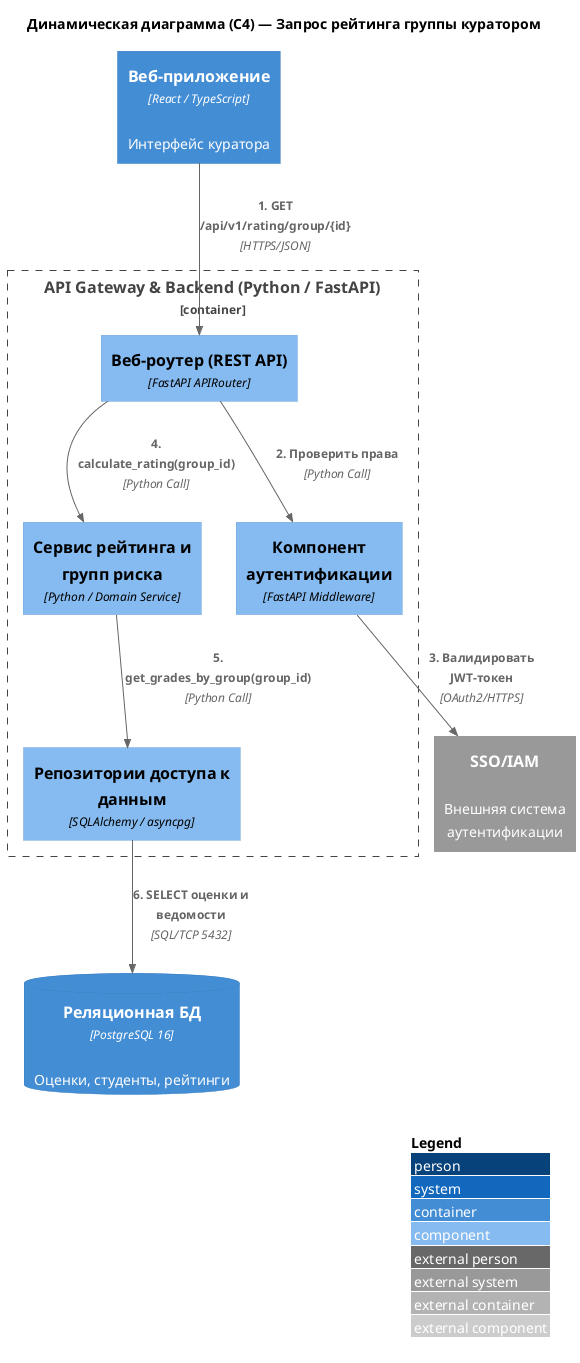 Динамическая диаграмма (C4) — Запрос рейтинга группы куратором
Веб-приложение
[React / TypeScript]
Интерфейс куратора
1. GET
/api/v1/rating/group/{id}
[HTTPS/JSON]
API Gateway & Backend (Python / FastAPI)
[container]
Веб-роутер (REST API)
[FastAPI APIRouter]
4.
calculate_rating(group_id)
[Python Call]
2. Проверить права
[Python Call]
Сервис рейтинга и
групп риска
[Python / Domain Service]
Компонент
аутентификации
[FastAPI Middleware]
5.
get_grades_by_group(group_id)
[Python Call]
3. Валидировать
JWT-токен
[OAuth2/HTTPS]
Репозитории доступа к
данным
[SQLAlchemy / asyncpg]
SSO/IAM
Внешняя система
аутентификации
6. SELECT оценки и
ведомости
[SQL/TCP 5432]
Реляционная БД
[PostgreSQL 16]
Оценки, студенты, рейтинги
Legend
person
system
container
component
external person
external system
external container
external component